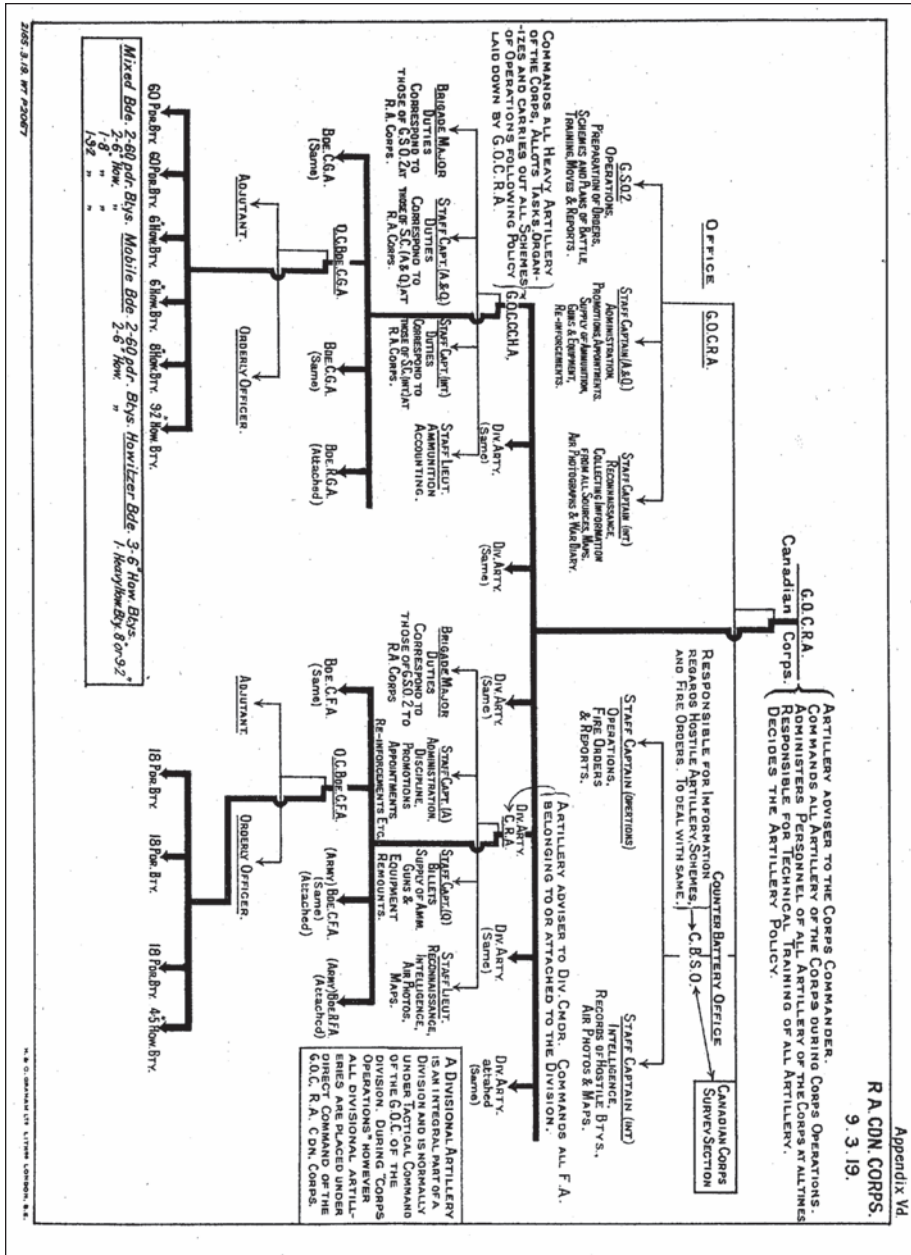 Appendix Vd.
R.A. CDN. CORPS.
9.3.19.
G.O.C.R.A.
Canadian Corps.
ARTILLERY ADVISER TO THE CORPS COMMANDER.
COMMANDS ALL ARTILLERY OF THE CORPS DURING CORPS OPERATIONS.
ADMINISTERS PERSONNEL OF ALL ARTILLERY OF THE CORPS AT ALL TIMES
RESPONSIBLE FOR TECHNICAL TRAINING OF ALL ARTILLERY.
DECIDES THE ARTILLERY POLICY.
OFFICE
G.O.C.R.A.
COUNTER BATTERY OFFICE
RESPONSIBLE FOR INFORMATION
REGARDS HOSTILE ARTILLERY, SCHEMES,
AND FIRE ORDERS. TO DEAL WITH SAME.
C.B.S.O.
CANADIAN CORPS
SURVEY SECTION
G.S.O.2.
OPERATIONS,
PREPARATION OF ORDERS,
SCHEMES AND PLANS OF BATTLE,
TRAINING, MOVES & REPORTS.
STAFF CAPTAIN (A & Q)
ADMINISTRATION,
PROMOTIONS, APPOINTMENTS.
SUPPLY OF AMMUNITION,
GUNS & EQUIPMENT,
RE-INFORCEMENTS.
STAFF CAPTAIN (INT)
RECONNAISSANCE,
COLLECTING INFORMATION
FROM ALL SOURCES, MAPS,
AIR PHOTOGRAPHS & WAR DIARY.
STAFF CAPTAIN (OPERTIONS)
OPERATIONS,
FIRE ORDERS
& REPORTS.
STAFF CAPTAIN (INT)
INTELLIGENCE,
RECORDS OF HOSTILE BTYS.,
AIR PHOTOS & MAPS.
COMMANDS ALL HEAVY ARTILLERY
OF THE CORPS, ALLOTS TASKS, ORGAN-
-IZES AND CARRIES OUT ALL SCHEMES
OF OPERATIONS FOLLOWING POLICY
LAID DOWN BY G.O.C.R.A.
G.O.C.C.C.H.A.
DIV. ARTY.
(Same)
DIV. ARTY.
(Same)
DIV. ARTY.
(Same)
DIV. ARTY.
C.R.A.
ARTILLERY ADVISER TO DIV. CMDR. COMMANDS ALL F.A.
BELONGING TO OR ATTACHED TO THE DIVISION.
DIV. ARTY.
(Same)
DIV. ARTY.
attahed
(Same)
BRIGADE MAJOR
DUTIES
CORRESPOND TO
THOSE OF G.S.O.2 AT
R.A. CORPS.
STAFF CAPT. (A & Q)
DUTIES
CORRESPOND TO
THOSE OF S.C. (A & Q) AT
R.A. CORPS.
STAFF CAPT. (INT)
DUTIES
CORRESPOND TO
THOSE OF S.C. (INT) AT
R.A. CORPS.
STAFF LIEUT.
AMMUNITION
ACCOUNTING.
BRIGADE MAJOR
DUTIES
CORRESPOND TO
THOSE OF G.S.O.2 TO
R.A. CORPS
STAFF CAPT. (A)
ADMINISTRATION,
DISCIPLINE,
PROMOTIONS
APPOINTMENTS
RE-INFORCEMENTS ETC.
STAFF CAPT. (Q)
BILLETS
SUPPLY OF AMM.
GUNS &
EQUIPMENT
REMOUNTS.
STAFF LIEUT.
RECONNAISSANCE,
INTELLIGENCE,
AIR PHOTOS,
MAPS.
BDE. C.G.A.
(Same)
O.C. BDE. C.G.A.
BDE. C.G.A.
(Same)
BDE. R.G.A.
(Attached)
BDE. C.F.A.
(Same)
O.C. BDE. C.F.A.
(ARMY) BDE. C.F.A.
(Same)
(Attached)
(ARMY) BDE. R.F.A.
(Attached)
A DIVISIONAL ARTILLERY
IS AN INTEGRAL PART OF A
DIVISION AND IS NORMALLY
UNDER TACTICAL COMMAND
OF THE G.O.C. OF THE
DIVISION. DURING "CORPS
OPERATIONS" HOWEVER
ALL DIVISIONAL ARTILL-
ERIES ARE PLACED UNDER
DIRECT COMMAND OF THE
G.O.C. R.A. CDN. CORPS.
ADJUTANT.
ORDERLY OFFICER.
ADJUTANT.
ORDERLY OFFICER.
60 PDR. BTY.
60 PDR. BTY.
6" HOW. BTY.
6" HOW. BTY.
8" HOW. BTY.
9.2" HOW. BTY.
18 PDR. BTY.
18 PDR. BTY.
18 PDR. BTY.
4.5" HOW. BTY.
Mixed Bde. 2-60 pdr. Btys. Mobile Bde. 2-60 pdr. Btys. Howitzer Bde. 3-6" How. Btys.
2-6" How. " 2-6" How. " 1-Heavy How. Bty. 8" or 9.2"
1-8" " "
1-9.2 " "
2165. 3.19. WT P2067
M. & C. GRAHAM LTD LITHRS LONDON, S.E.